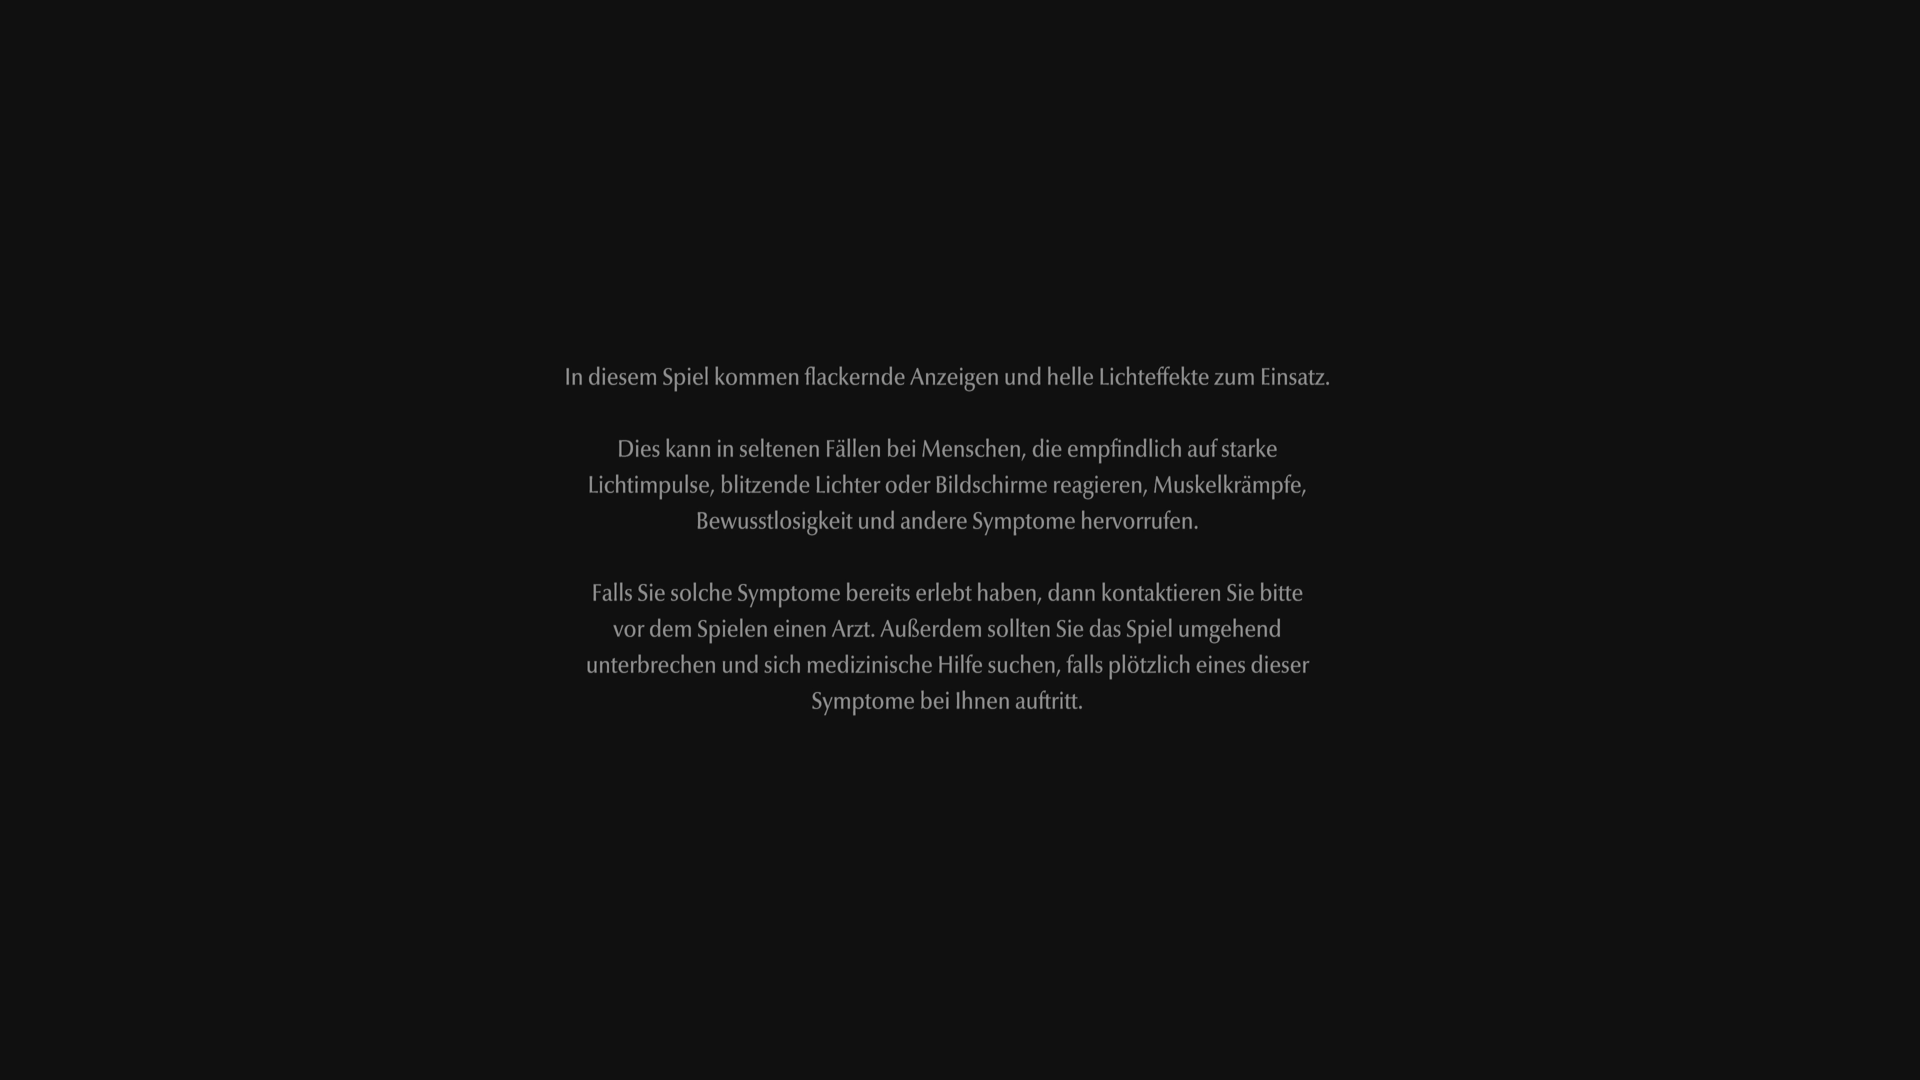 In diesem Spiel kommen flackernde Anzeigen und helle Lichteffekte zum Einsatz.
Dies kann in seltenen Fällen bei Menschen, die empfindlich auf starke
Lichtimpulse, blitzende Lichter oder Bildschirme reagieren, Muskelkrämpfe,
Bewusstlosigkeit und andere Symptome hervorrufen.
Falls Sie solche Symptome bereits erlebt haben, dann kontaktieren Sie bitte
vor dem Spielen einen Arzt. Außerdem sollten Sie das Spiel umgehend
unterbrechen und sich medizinische Hilfe suchen, falls plötzlich eines dieser
Symptome bei Ihnen auftritt.